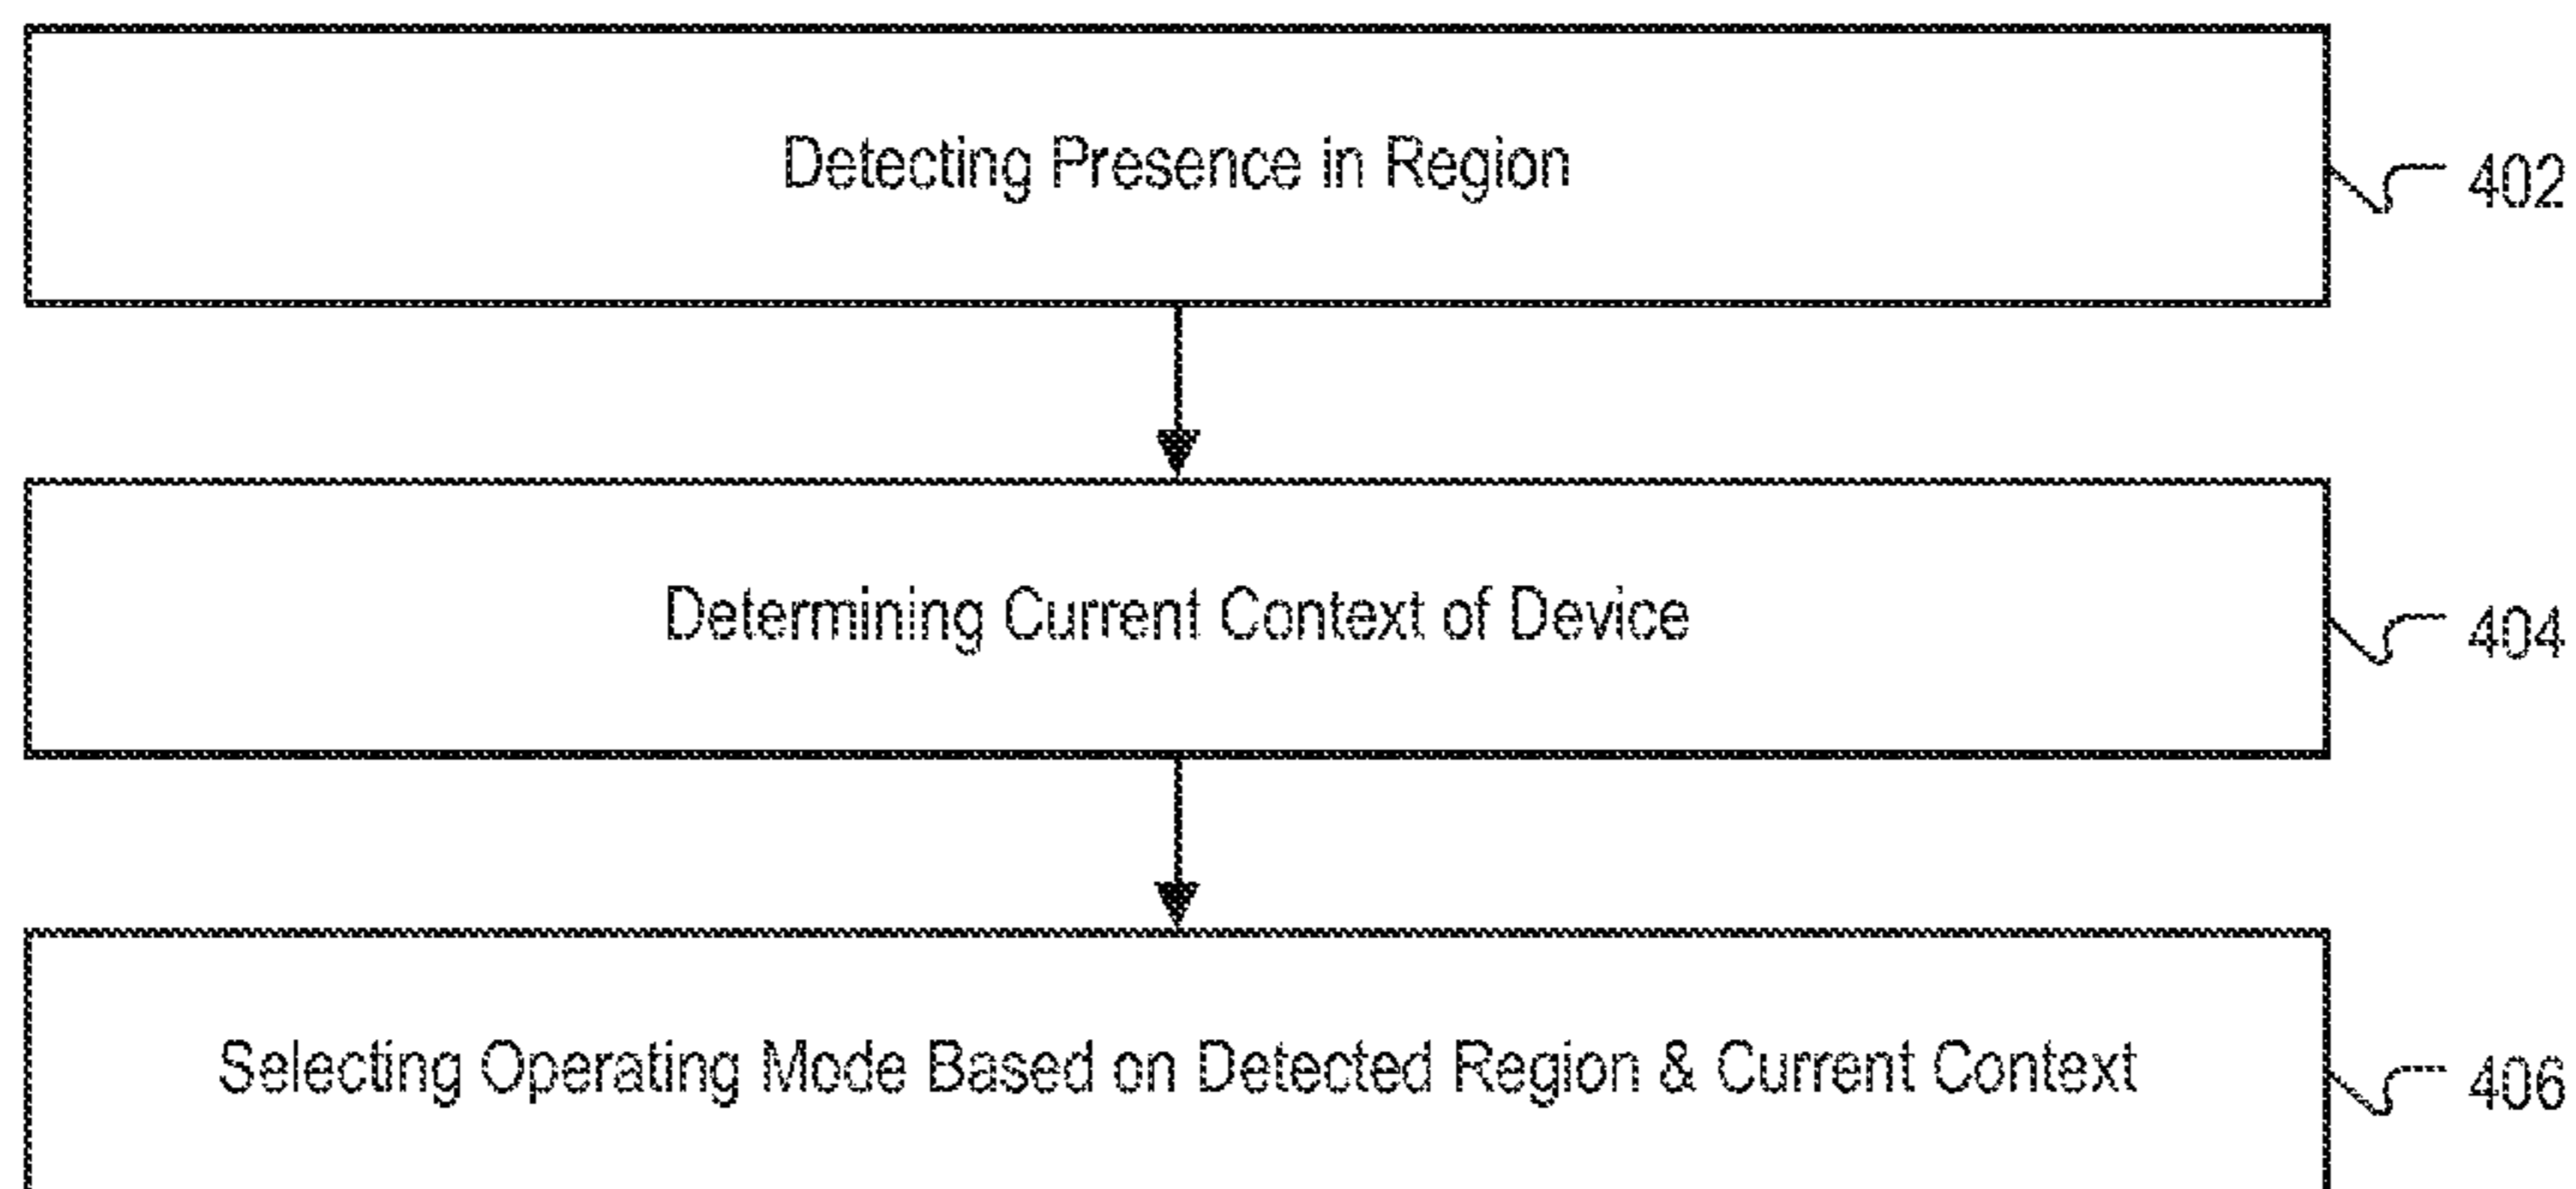 Detecting Presence in Region
402
Determining Current Context of Device
404
Selecting Operating Mode Based on Detected Region & Current Context
406